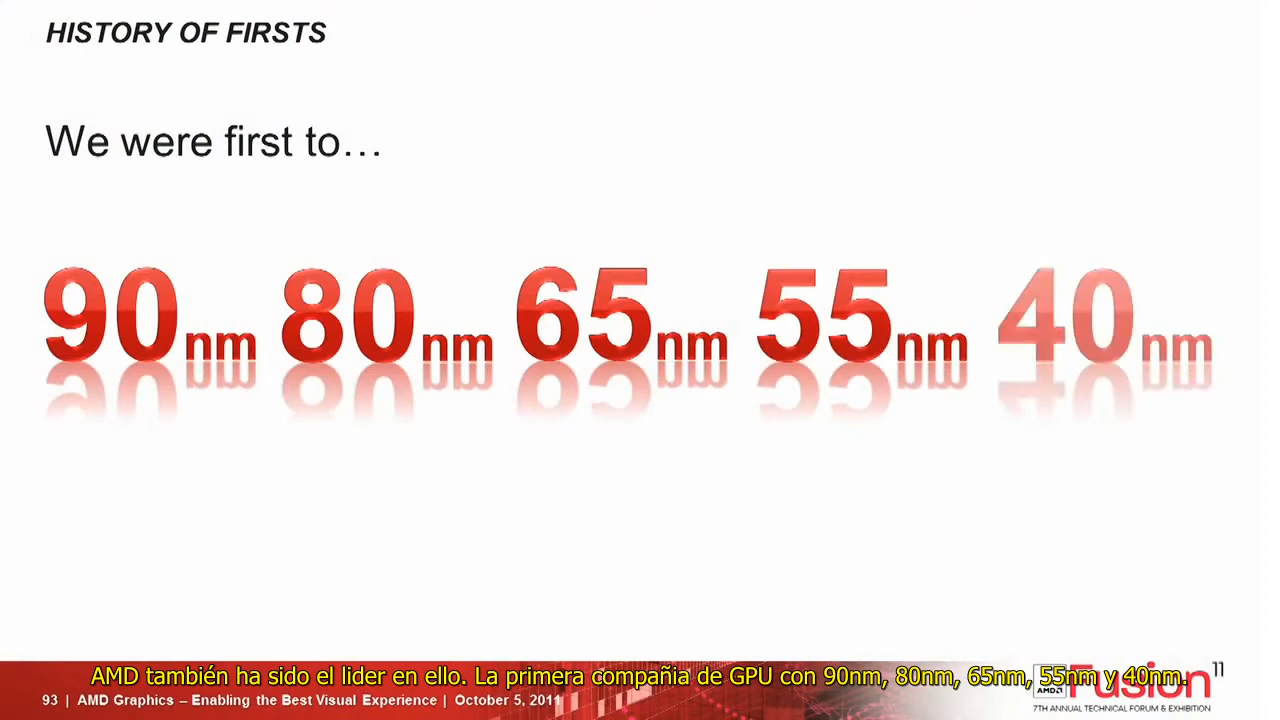 HISTORY OF FIRSTS
We were first to…
90nm 80nm 65nm 55nm 40nm
AMD también ha sido el lider en ello. La primera compañia de GPU con 90nm, 80nm, 65nm, 55nm y 40nm.
93 | AMD Graphics – Enabling the Best Visual Experience | October 5, 2011
AMD Fusion 11
7TH ANNUAL TECHNICAL FORUM & EXHIBITION